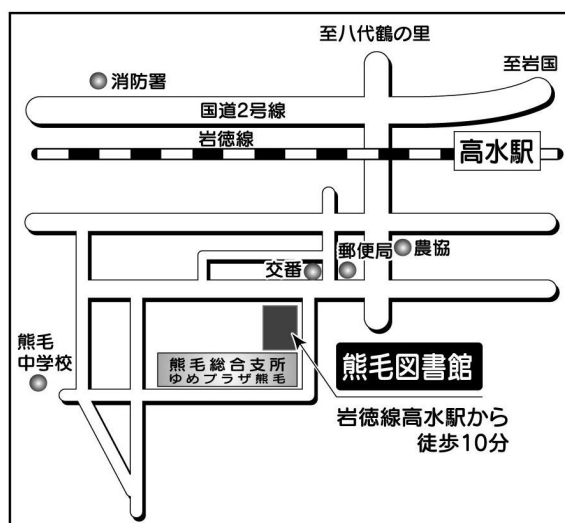 至八代鶴の里
至岩国
消防署
国道2号線
岩徳線
高水駅
郵便局
農協
交番
熊毛
中学校
熊毛総合支所
ゆめプラザ熊毛
熊毛図書館
岩徳線高水駅から
徒歩10分